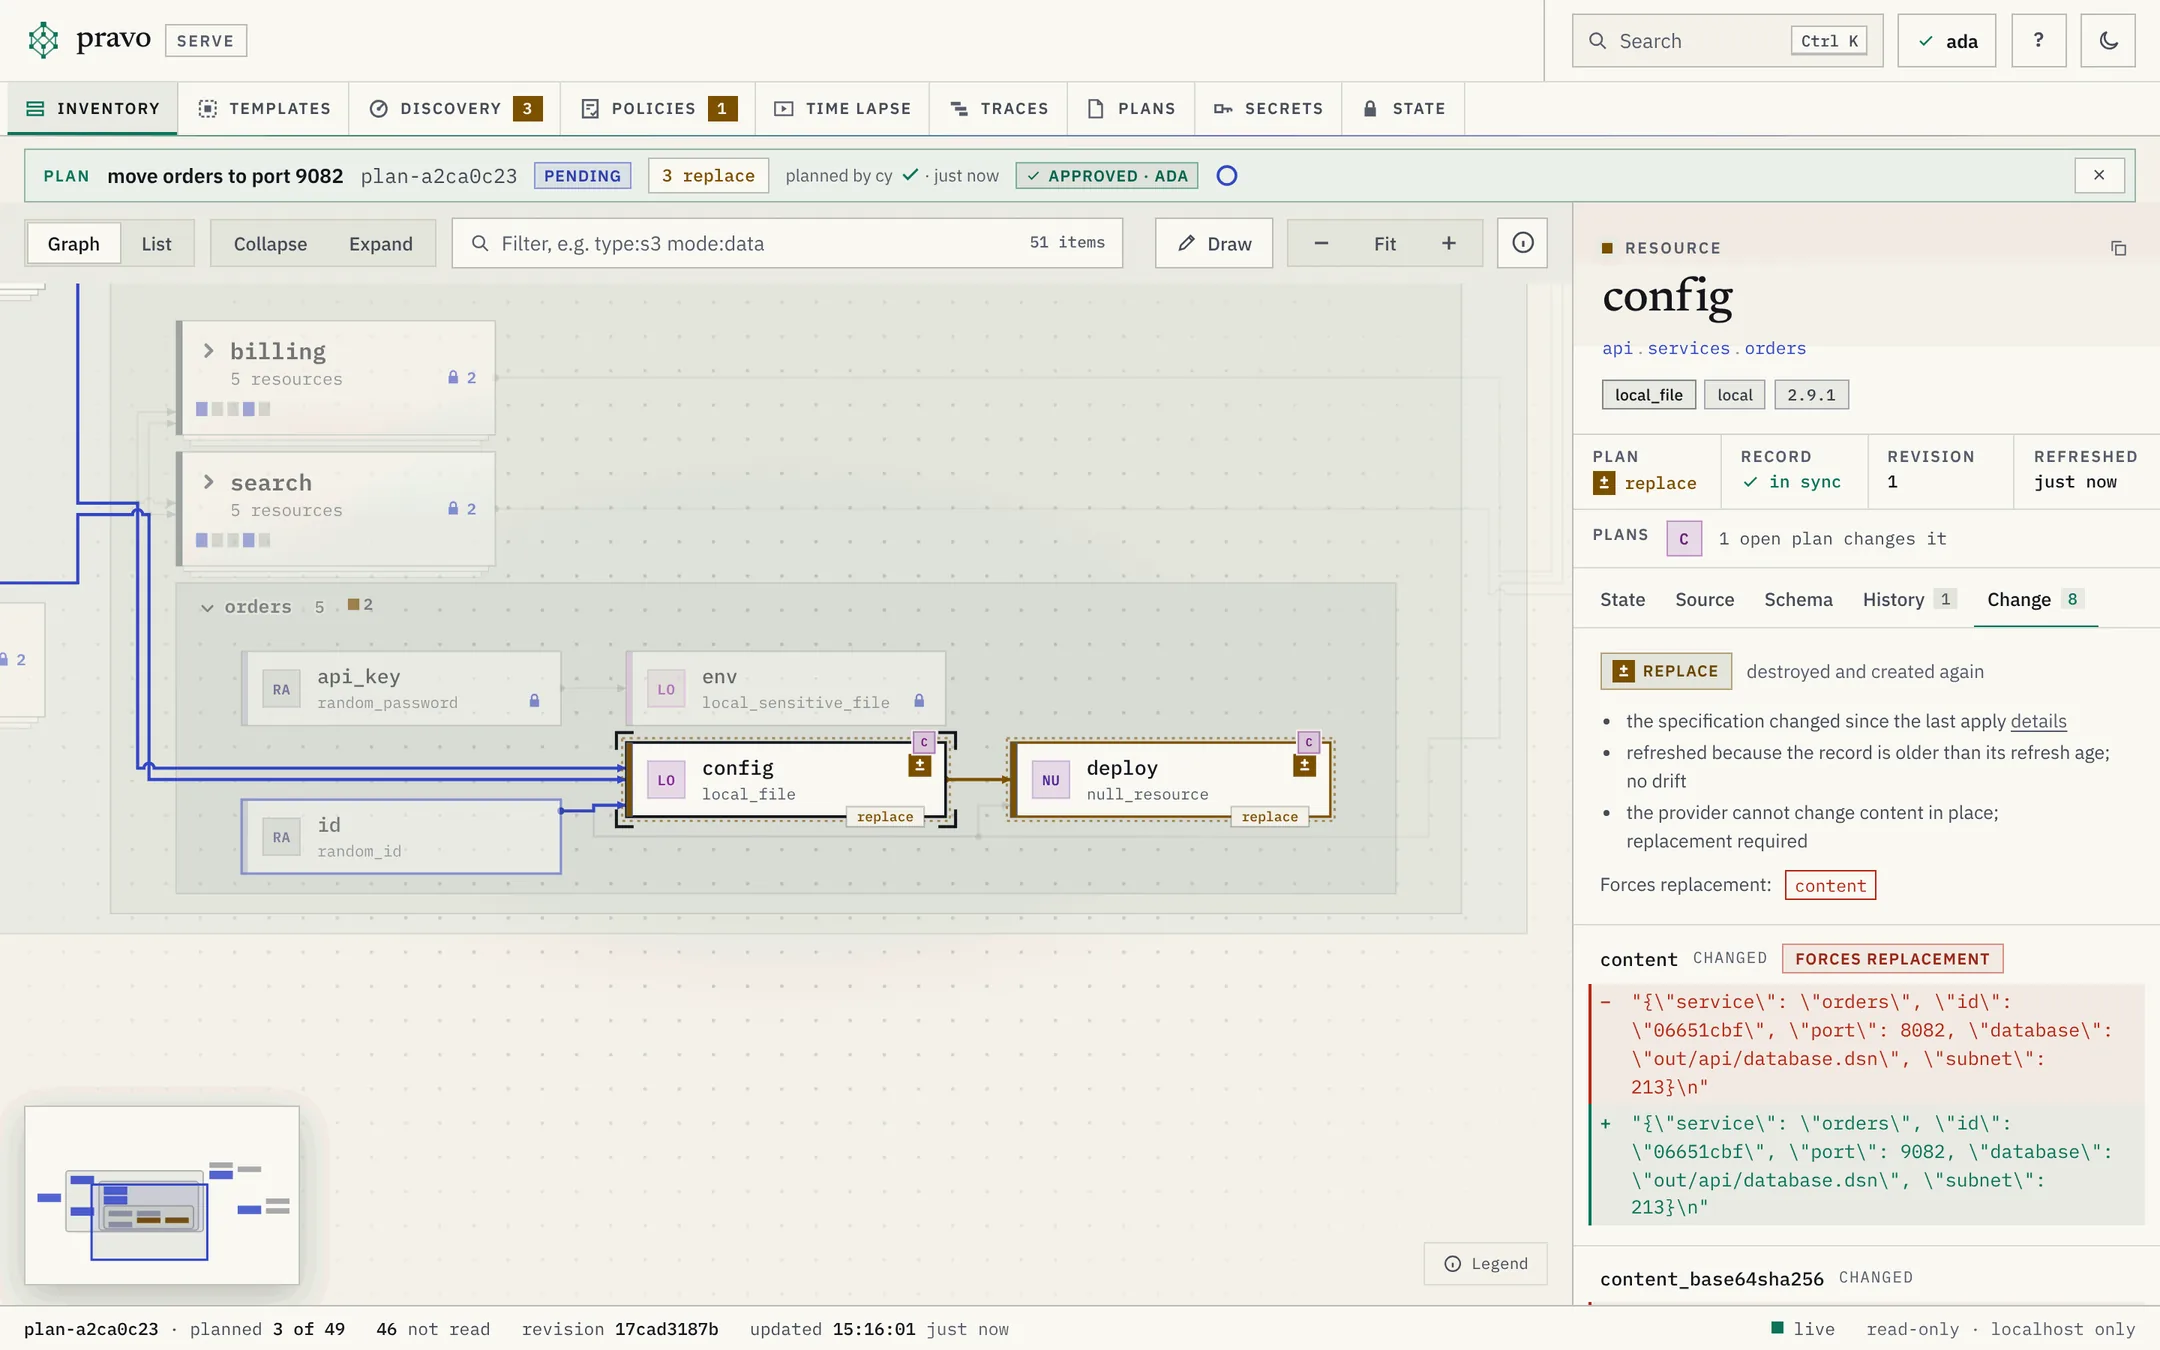 pravo SERVE
Search Ctrl K
ada
?
INVENTORY
TEMPLATES
DISCOVERY 3
POLICIES 1
TIME LAPSE
TRACES
PLANS
SECRETS
STATE
PLAN move orders to port 9082 plan-a2ca0c23 PENDING 3 replace planned by cy ✓ · just now ✓ APPROVED · ADA
Graph List
Collapse Expand
Filter, e.g. type:s3 mode:data 51 items
Draw
− Fit +
billing
5 resources 2
search
5 resources 2
2
orders 5 2
RA api_key
random_password
LO env
local_sensitive_file
C
LO config
local_file
replace
C
NU deploy
null_resource
replace
RA id
random_id
Legend
RESOURCE
config
api.services.orders
local_file local 2.9.1
PLAN
± replace
RECORD
✓ in sync
REVISION
1
REFRESHED
just now
PLANS C 1 open plan changes it
State Source Schema History 1 Change 8
± REPLACE destroyed and created again
• the specification changed since the last apply details
• refreshed because the record is older than its refresh age;
no drift
• the provider cannot change content in place;
replacement required
Forces replacement: content
content CHANGED FORCES REPLACEMENT
− "{\"service\": \"orders\", \"id\":
\"06651cbf\", \"port\": 8082, \"database\":
\"out/api/database.dsn\", \"subnet\":
213}\n"
+ "{\"service\": \"orders\", \"id\":
\"06651cbf\", \"port\": 9082, \"database\":
\"out/api/database.dsn\", \"subnet\":
213}\n"
content_base64sha256 CHANGED
plan-a2ca0c23 · planned 3 of 49 46 not read revision 17cad3187b updated 15:16:01 just now
live read-only · localhost only